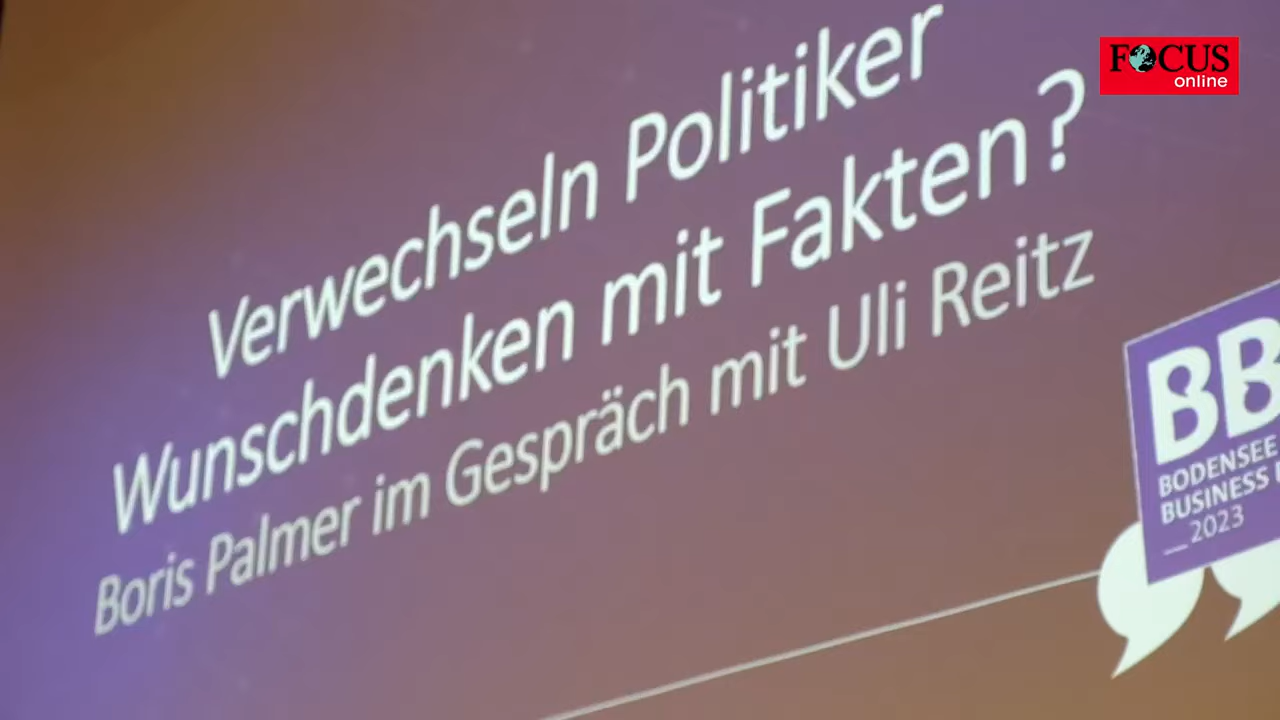 FOCUS
online
Verwechseln Politiker
Wunschdenken mit Fakten?
Boris Palmer im Gespräch mit Uli Reitz
BB
BODENSEE
BUSINESS
2023